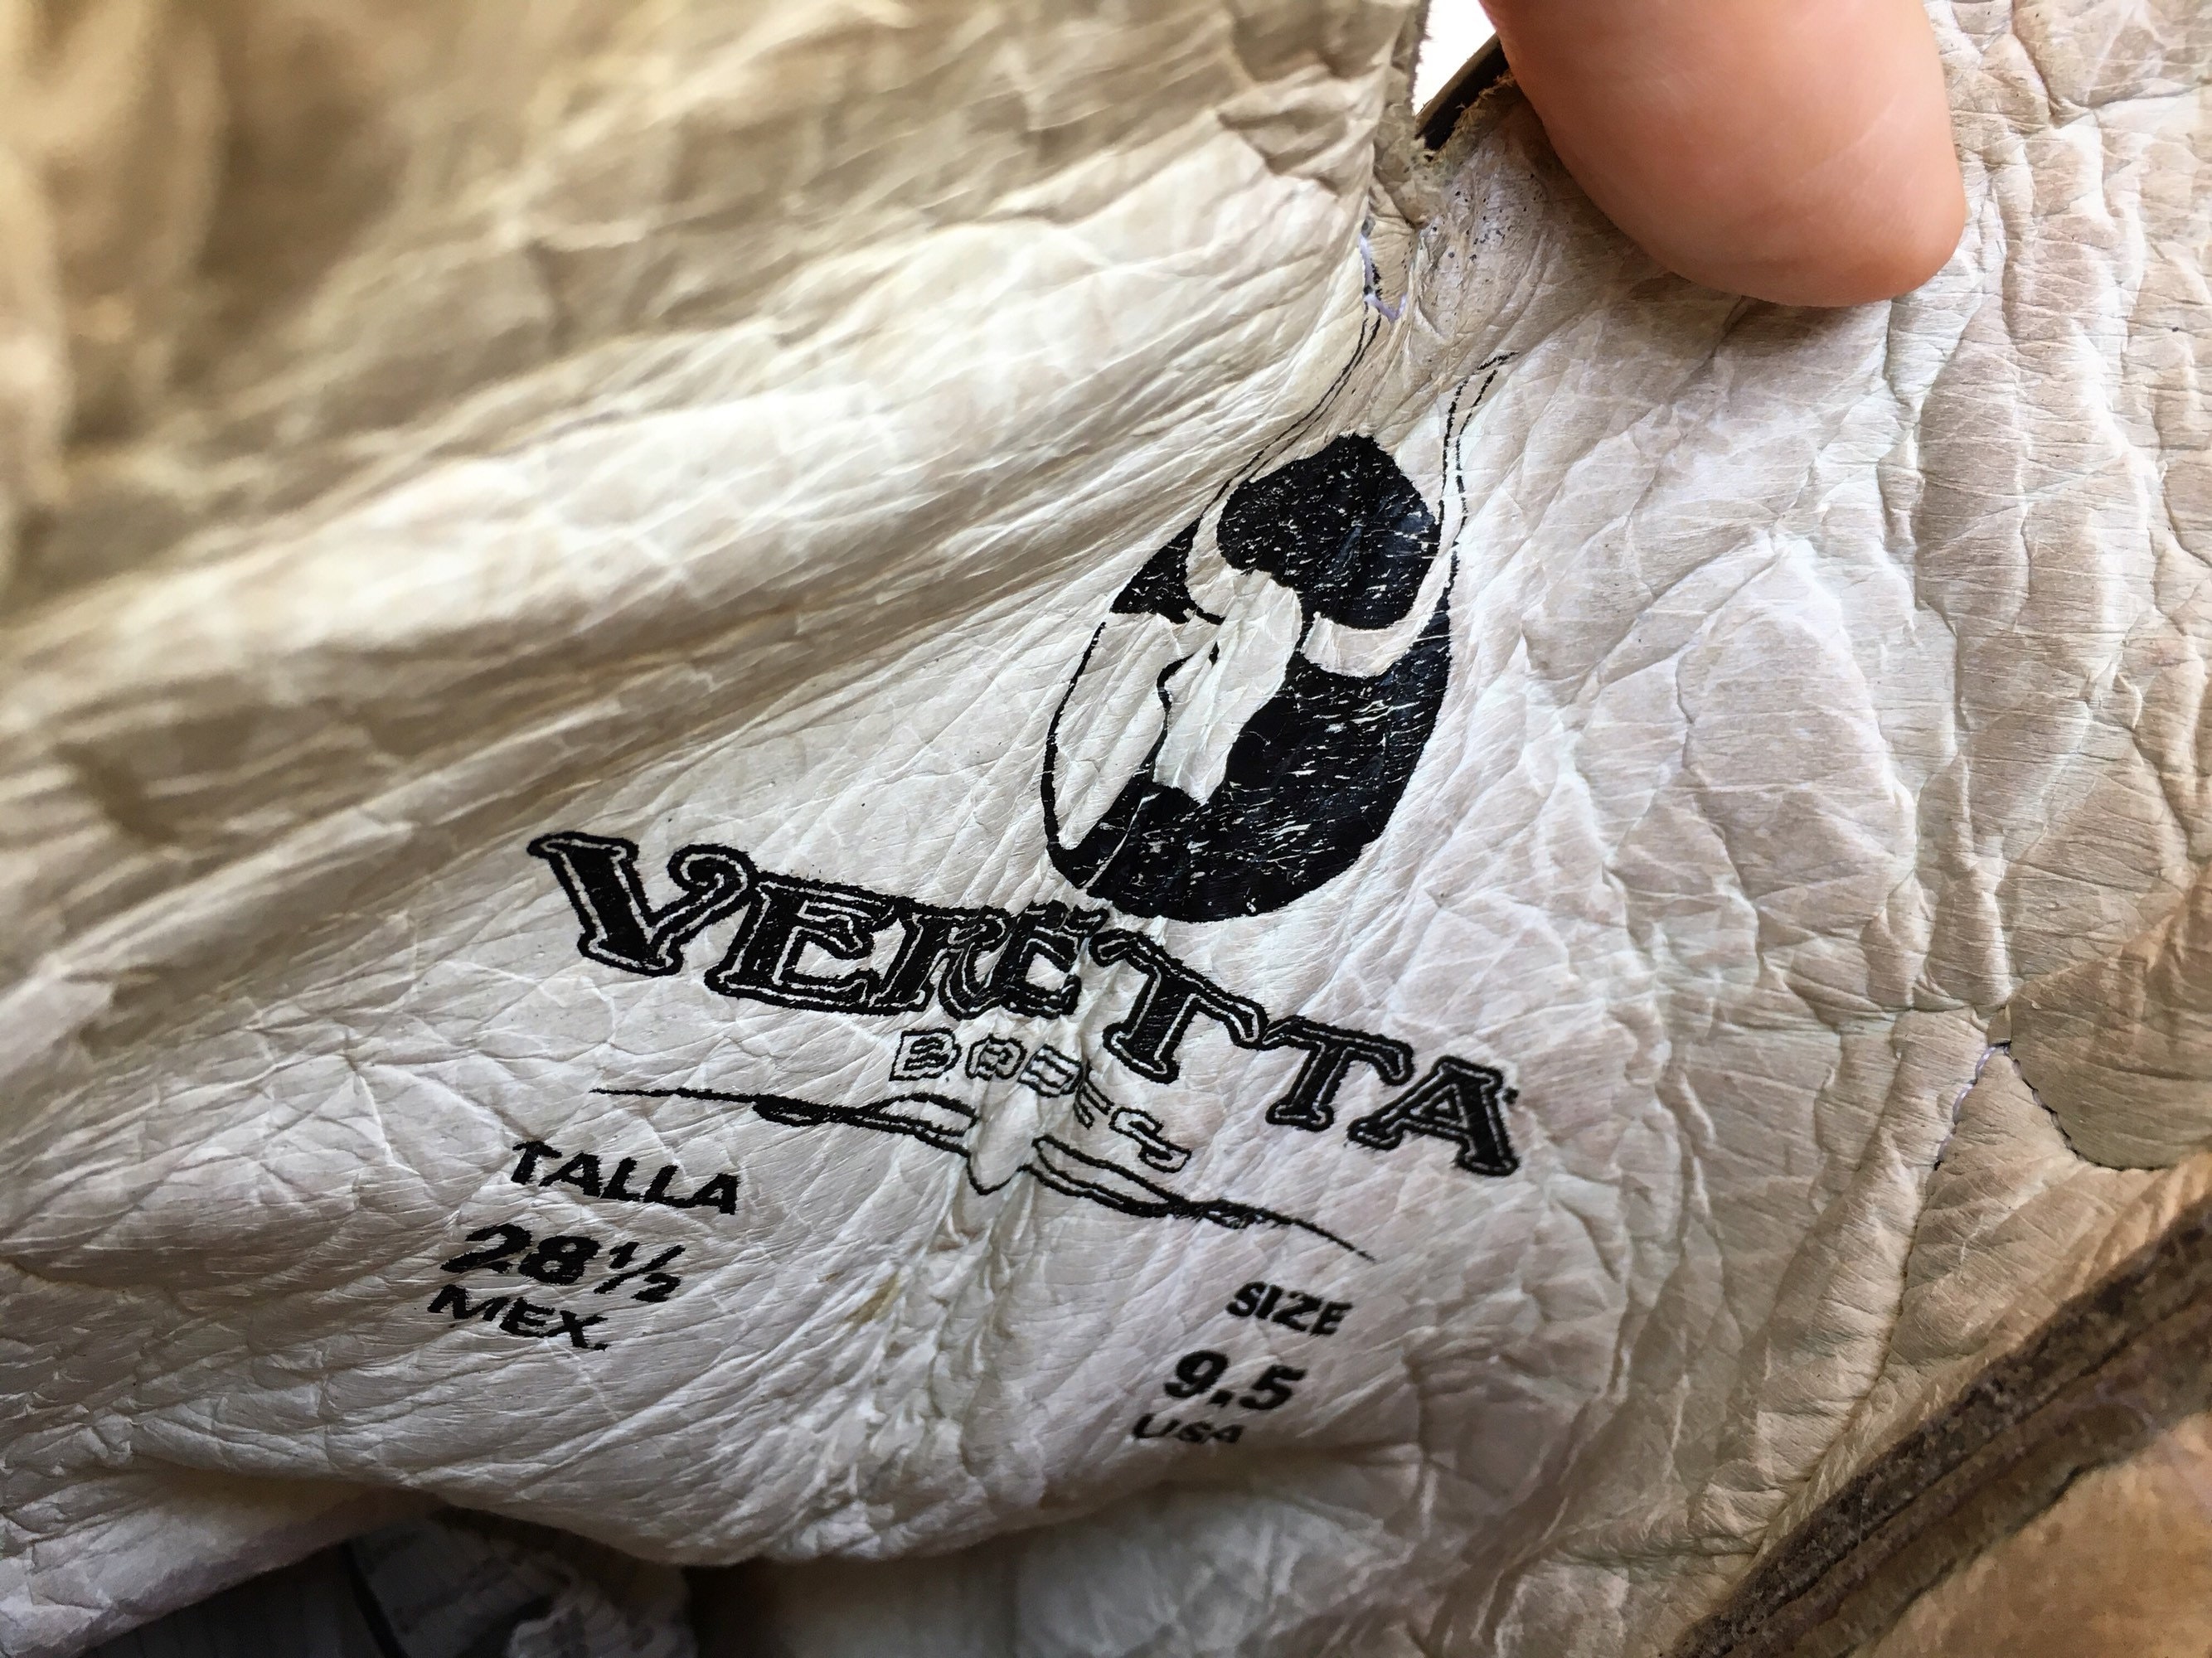 VERETTA
BOOTS
TALLA
28½
MEX.
SIZE
9.5
USA